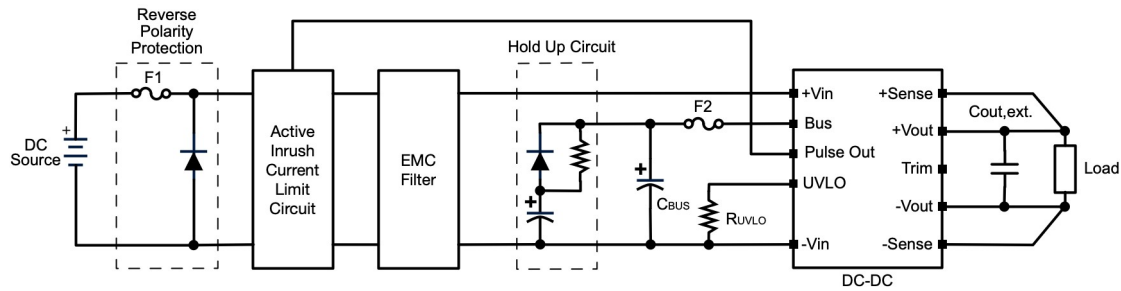 Reverse
Polarity
Protection
F1
+
DC
Source
Active
Inrush
Current
Limit
Circuit
EMC
Filter
Hold Up Circuit
+
+
CBUS
F2
RUVLO
+Vin
Bus
Pulse Out
UVLO
-Vin
+Sense
+Vout
Trim
-Vout
-Sense
DC-DC
Cout,ext.
Load